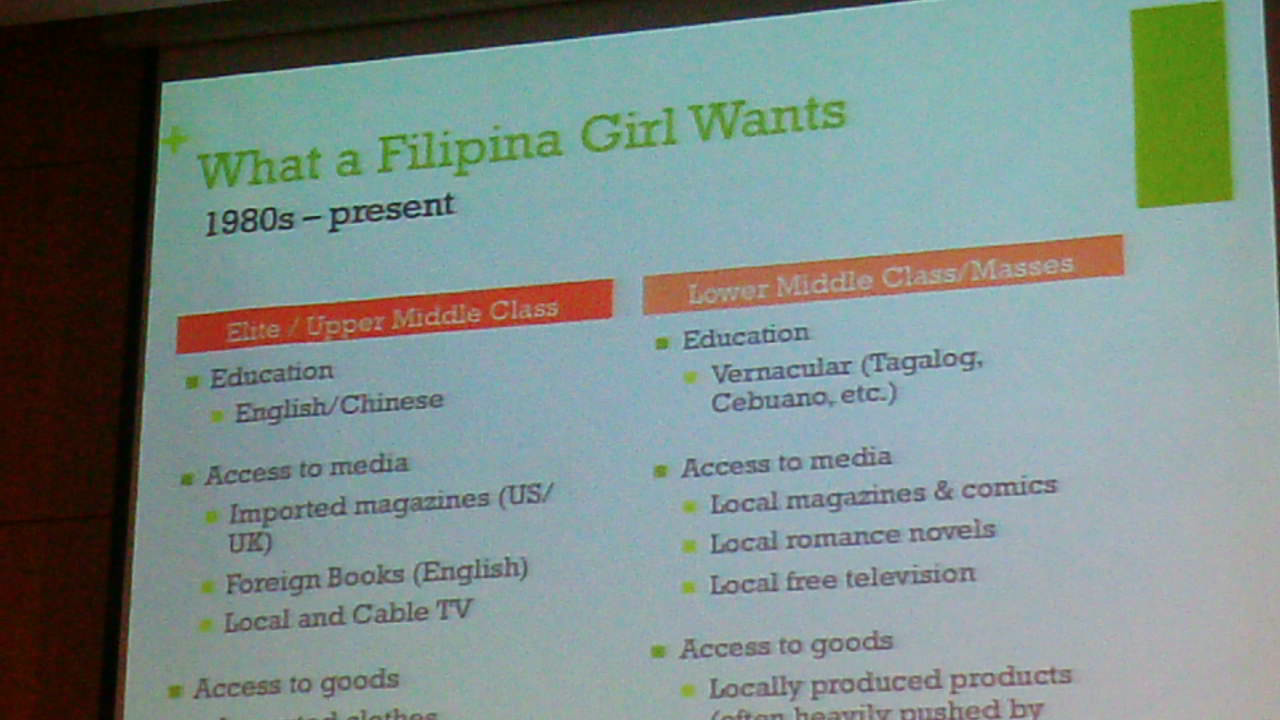 What a Filipina Girl Wants
1980s – present
Elite / Upper Middle Class
Education
English/Chinese
Access to media
Imported magazines (US/
UK)
Foreign Books (English)
Local and Cable TV
Access to goods
clothes
Lower Middle Class/Masses
Education
Vernacular (Tagalog,
Cebuano, etc.)
Access to media
Local magazines & comics
Local romance novels
Local free television
Access to goods
Locally produced products
(often heavily pushed by